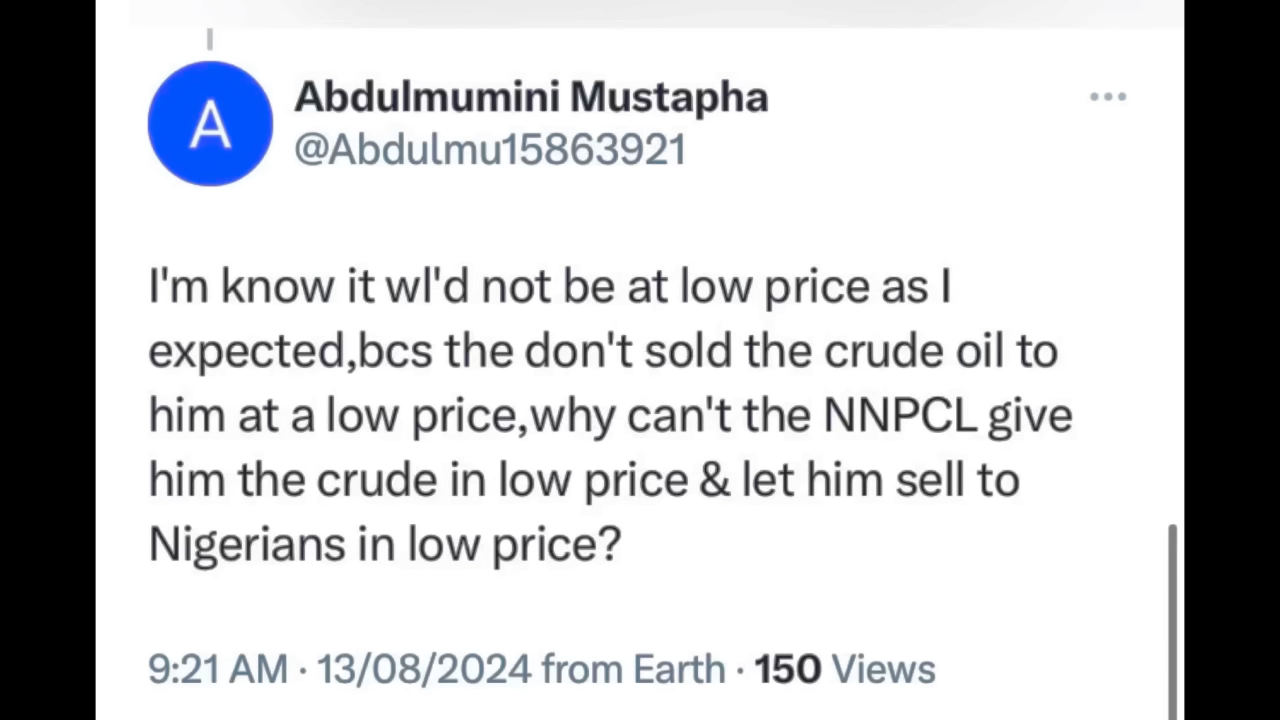 A
Abdulmumini Mustapha
@Abdulmu15863921
I'm know it wl'd not be at low price as I
expected,bcs the don't sold the crude oil to
him at a low price,why can't the NNPCL give
him the crude in low price & let him sell to
Nigerians in low price?
9:21 AM · 13/08/2024 from Earth · 150 Views